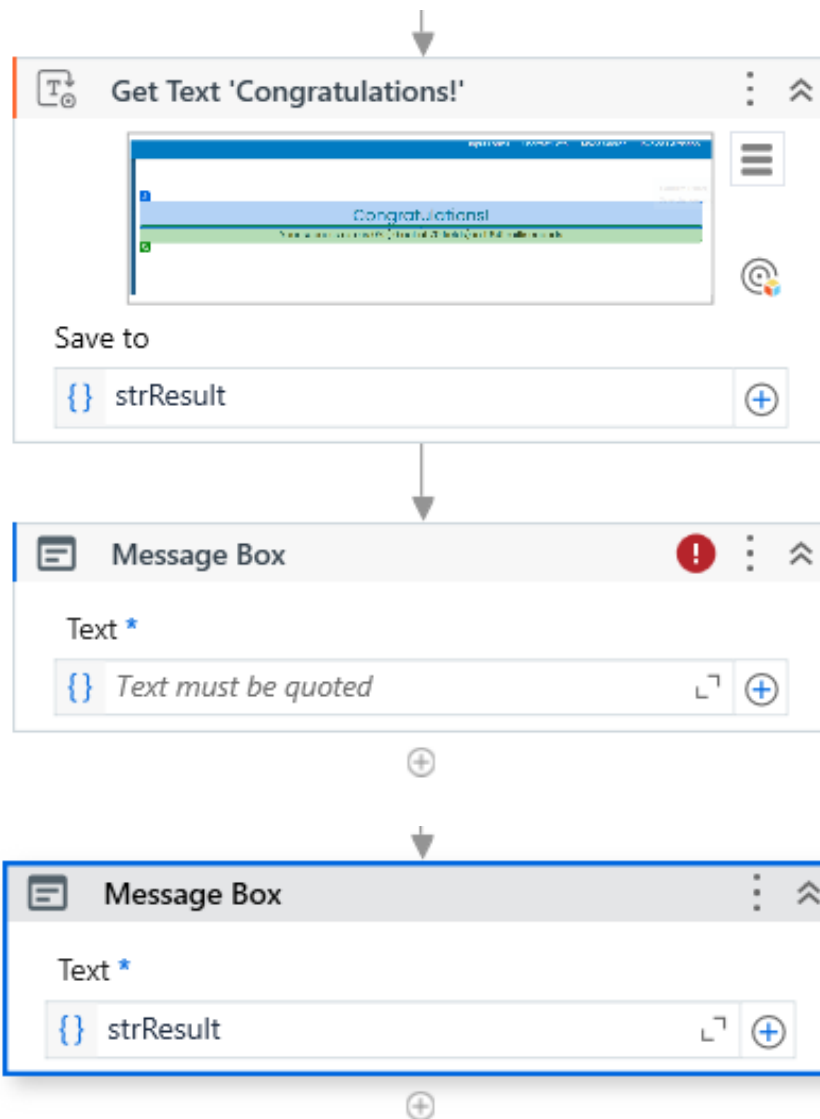 Get Text 'Congratulations!'
Congratulations!
Save to
{} strResult
Message Box
Text *
{} Text must be quoted
Message Box
Text *
{} strResult